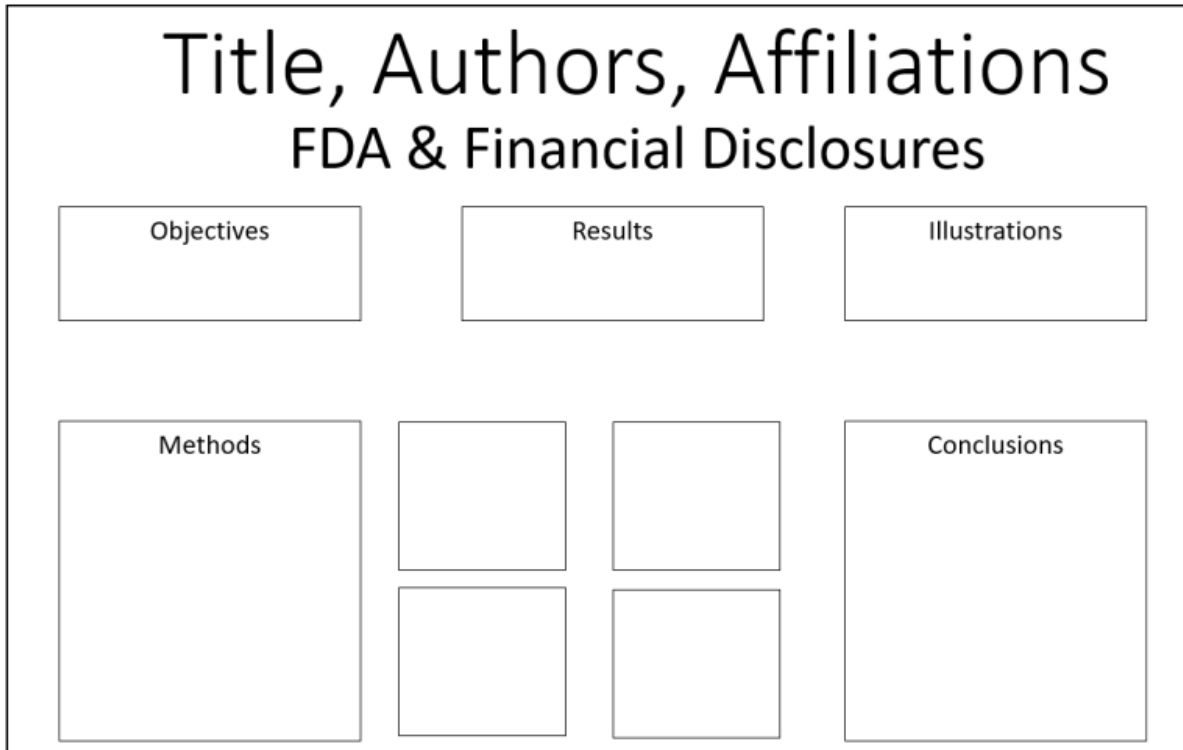 Title, Authors, Affiliations
FDA & Financial Disclosures
Objectives
Results
Illustrations
Methods
Conclusions